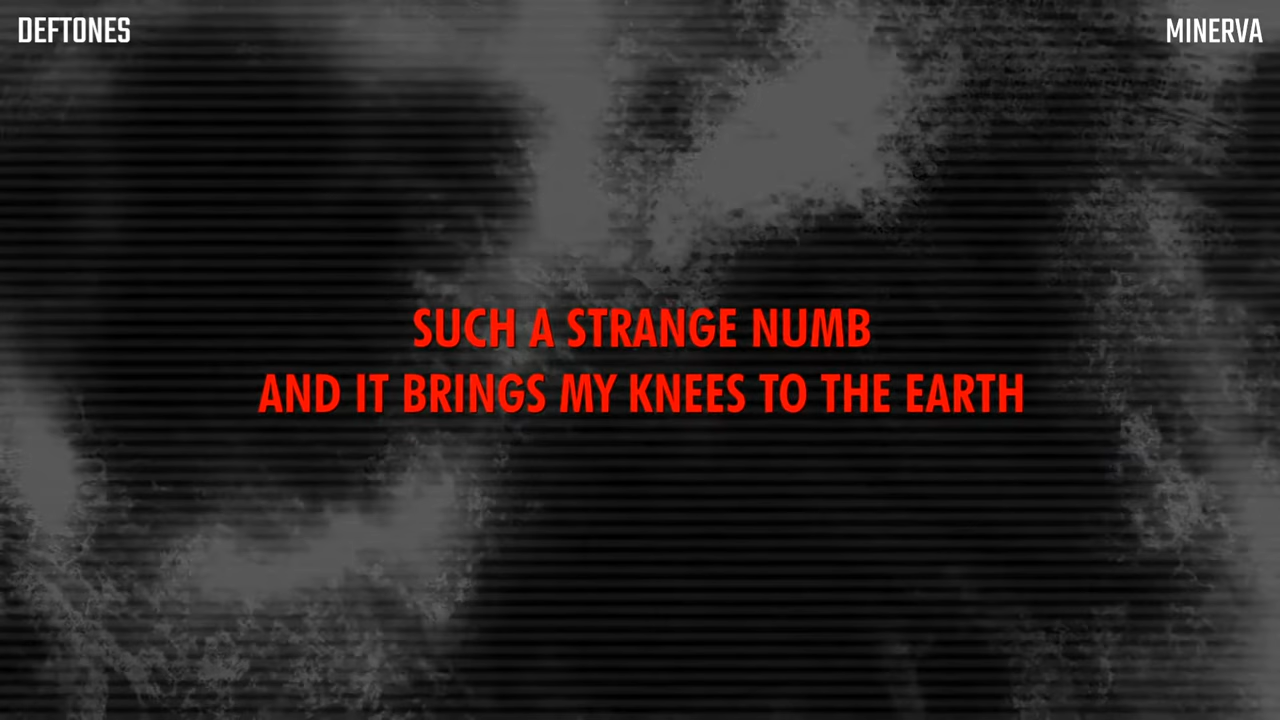 DEFTONES
MINERVA
SUCH A STRANGE NUMB
AND IT BRINGS MY KNEES TO THE EARTH